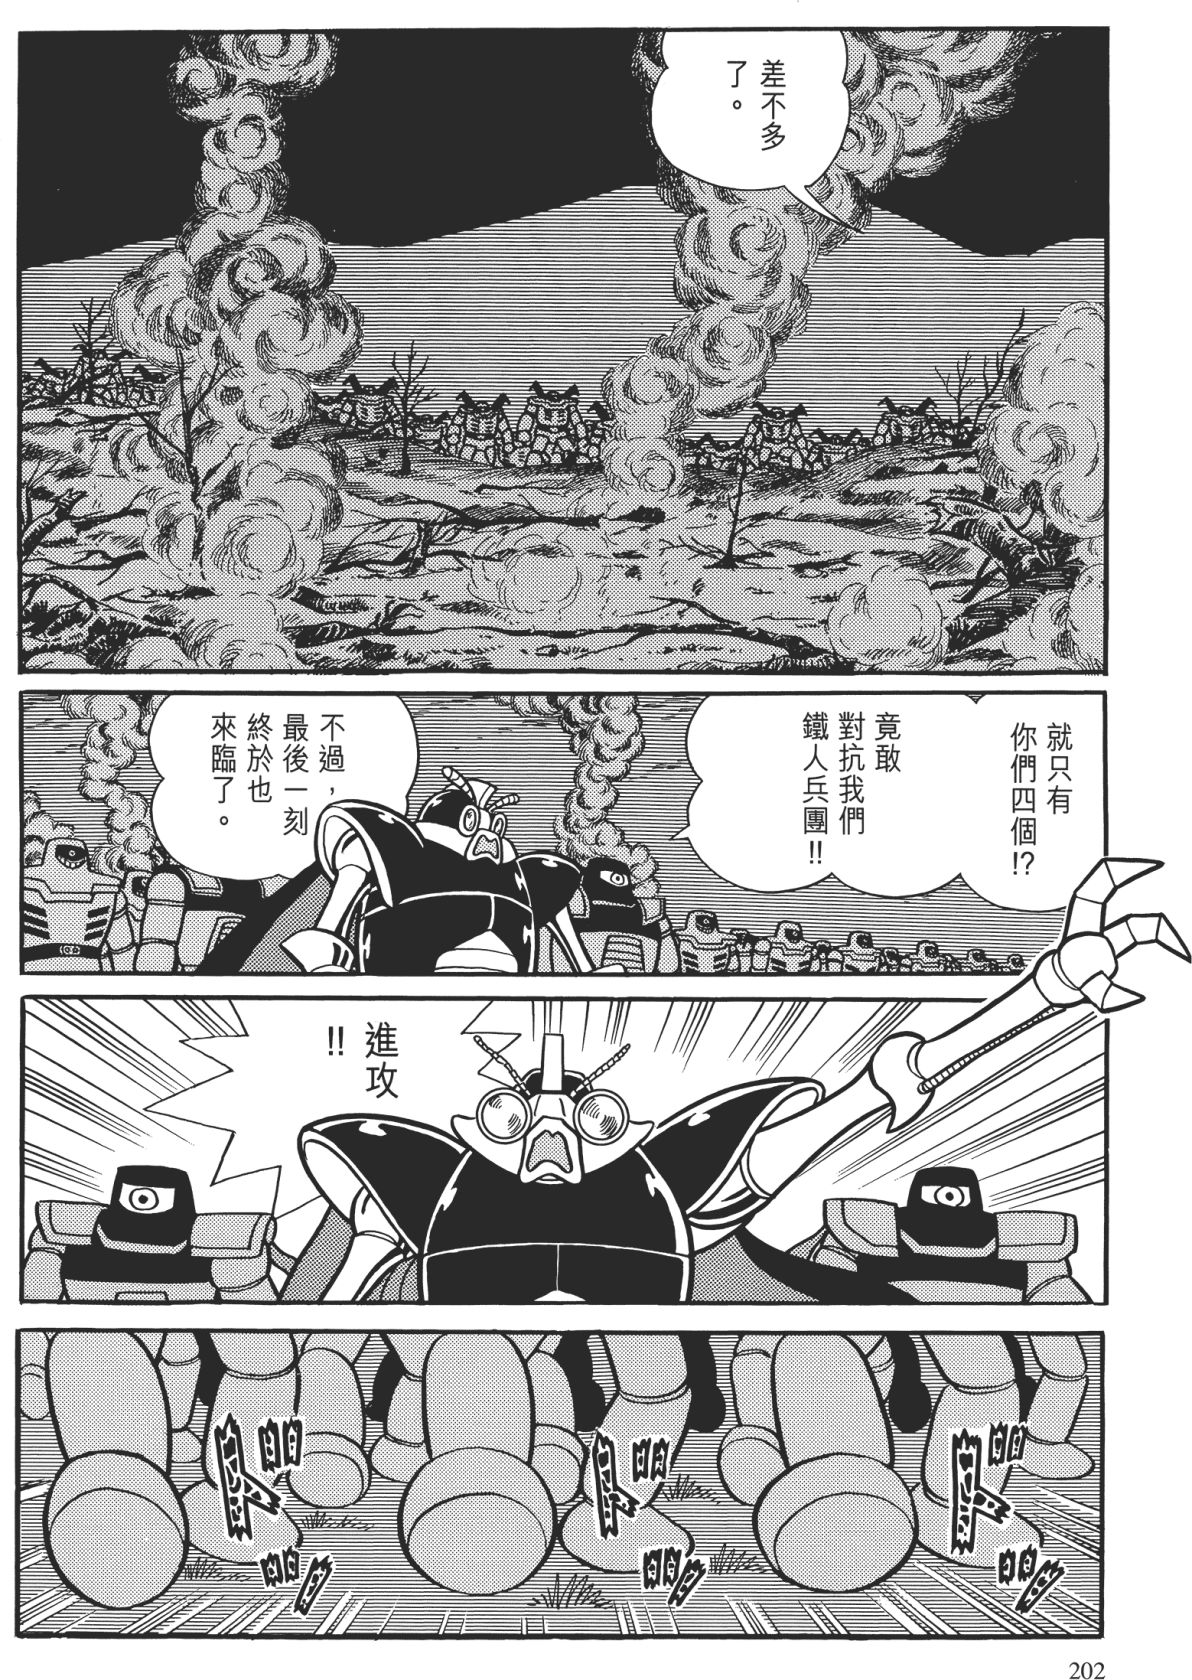 差不多
了。
就只有
你們四個!?
竟敢
對抗我們
鐵人兵團!!
不過，
最後一刻
終於也
來臨了。
進攻
!!
202